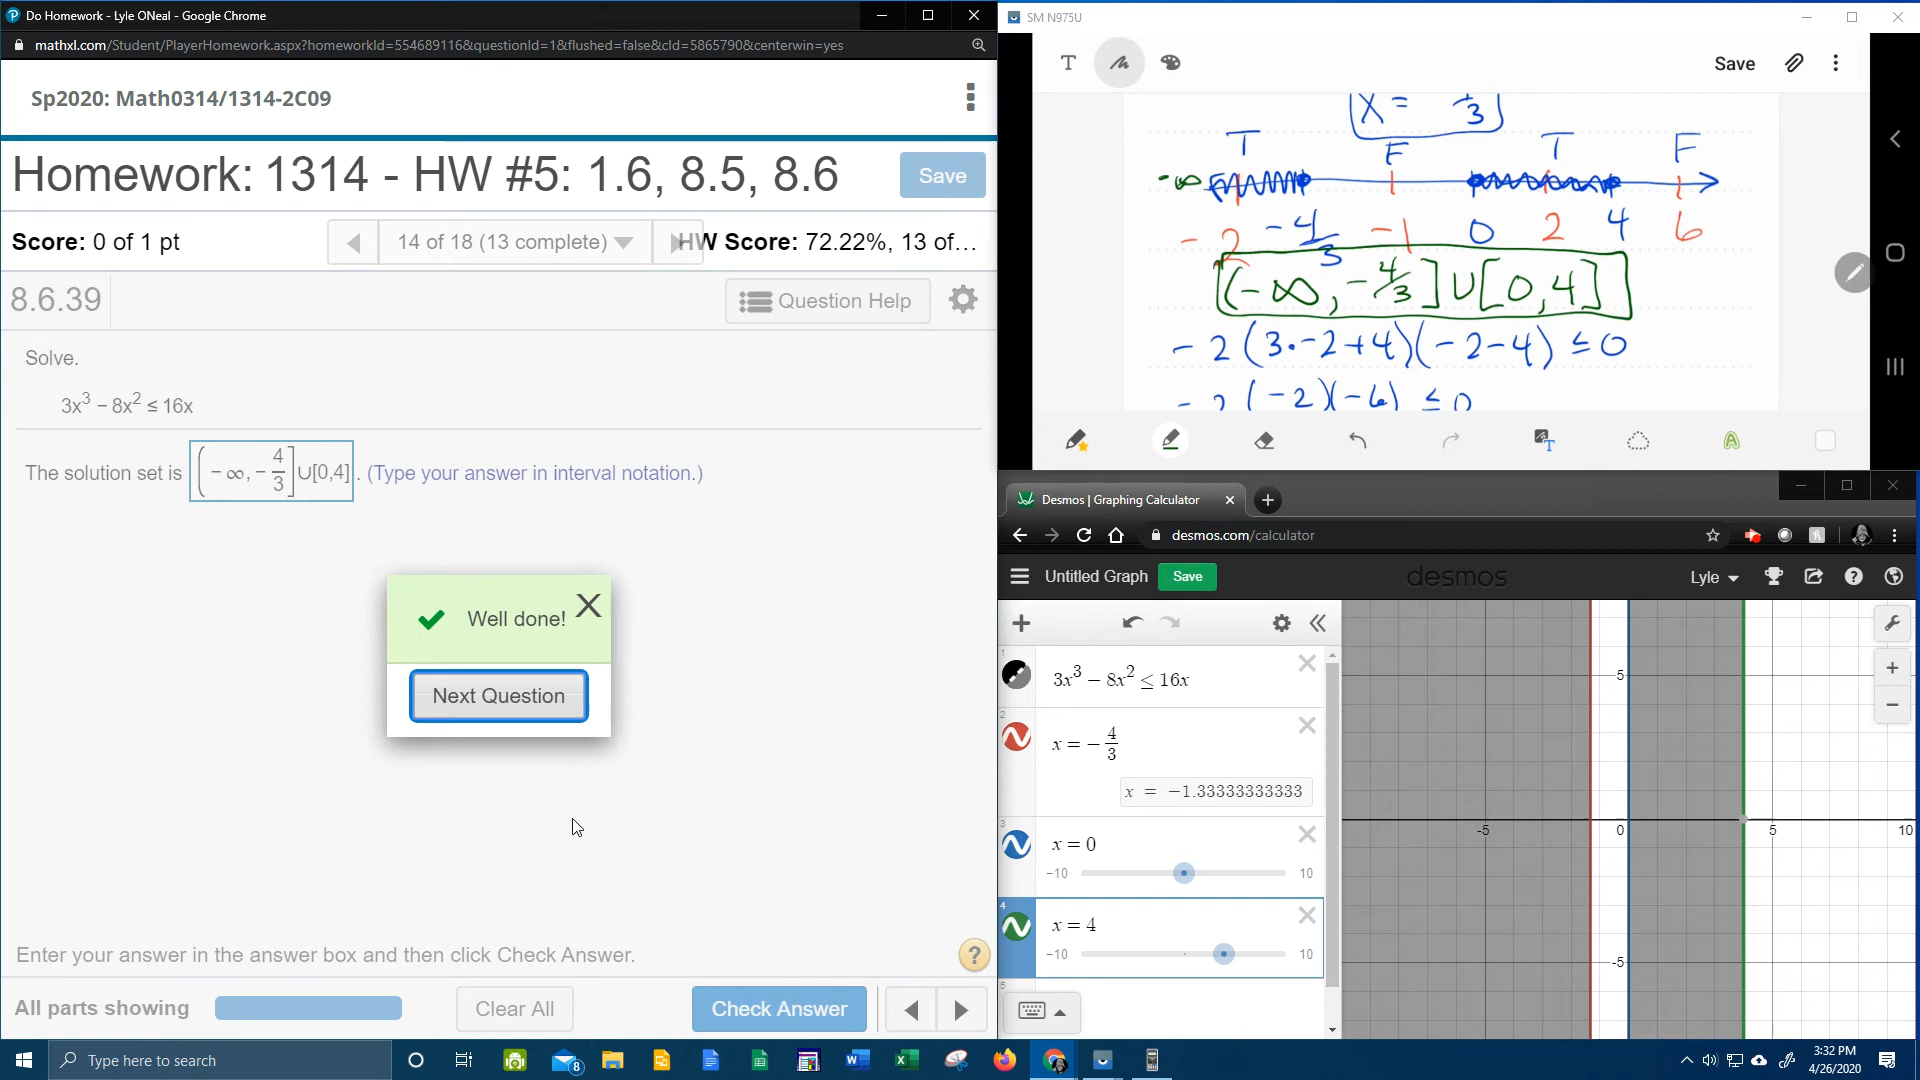 Do Homework - Lyle ONeal - Google Chrome
mathxl.com/Student/PlayerHomework.aspx?homeworkId=554689116&questionId=1&flushed=false&cId=5865790&centerwin=yes
Sp2020: Math0314/1314-2C09
Homework: 1314 - HW #5: 1.6, 8.5, 8.6
Save
Score: 0 of 1 pt
14 of 18 (13 complete)
HW Score: 72.22%, 13 of…
8.6.39
Question Help
Solve.
3x³ − 8x² ≤ 16x
The solution set is (−∞, −4/3]∪[0,4]. (Type your answer in interval notation.)
Well done!
Next Question
Enter your answer in the answer box and then click Check Answer.
?
All parts showing
Clear All
Check Answer
SM N975U
T
Save
X = 
T F T F
-∞
-2 -4/3 -1 0 2 4 6
(-∞, -4/3] ∪ [0,4]
-2(3·-2+4)(-2-4) ≤ 0
-2(-2)(-6) ≤ 0
Desmos | Graphing Calculator
desmos.com/calculator
Untitled Graph
Save
desmos
Lyle
1
3x³ − 8x² ≤ 16x
2
x = −4/3
x = −1.33333333333
3
x = 0
−10 10
4
x = 4
−10 10
5
5
-5 0 5 10
-5
Type here to search
8
3:32 PM
4/26/2020